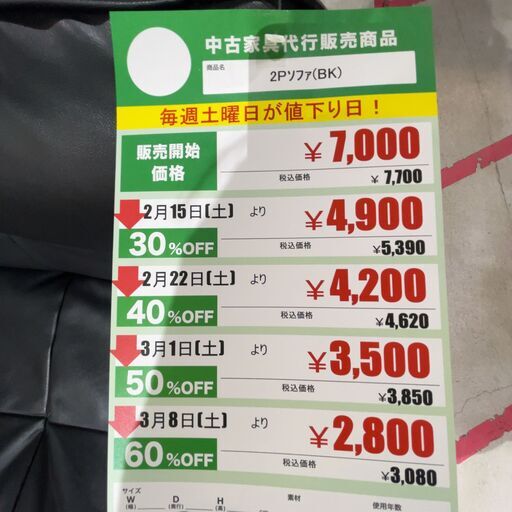 中古家具代行販売商品
商品名
2Pソファ(BK)
毎週土曜日が値下り日！
販売開始
価格
¥7,000
税込価格 ¥ 7,700
2月15日(土) より ¥4,900
30%OFF 税込価格 ¥5,390
2月22日(土) より ¥4,200
40%OFF 税込価格 ¥4,620
3月1日(土) より ¥3,500
50%OFF 税込価格 ¥3,850
3月8日(土) より ¥2,800
60%OFF 税込価格 ¥3,080
サイズ 素材 使用年数
W D H
(幅) (奥行) (高)